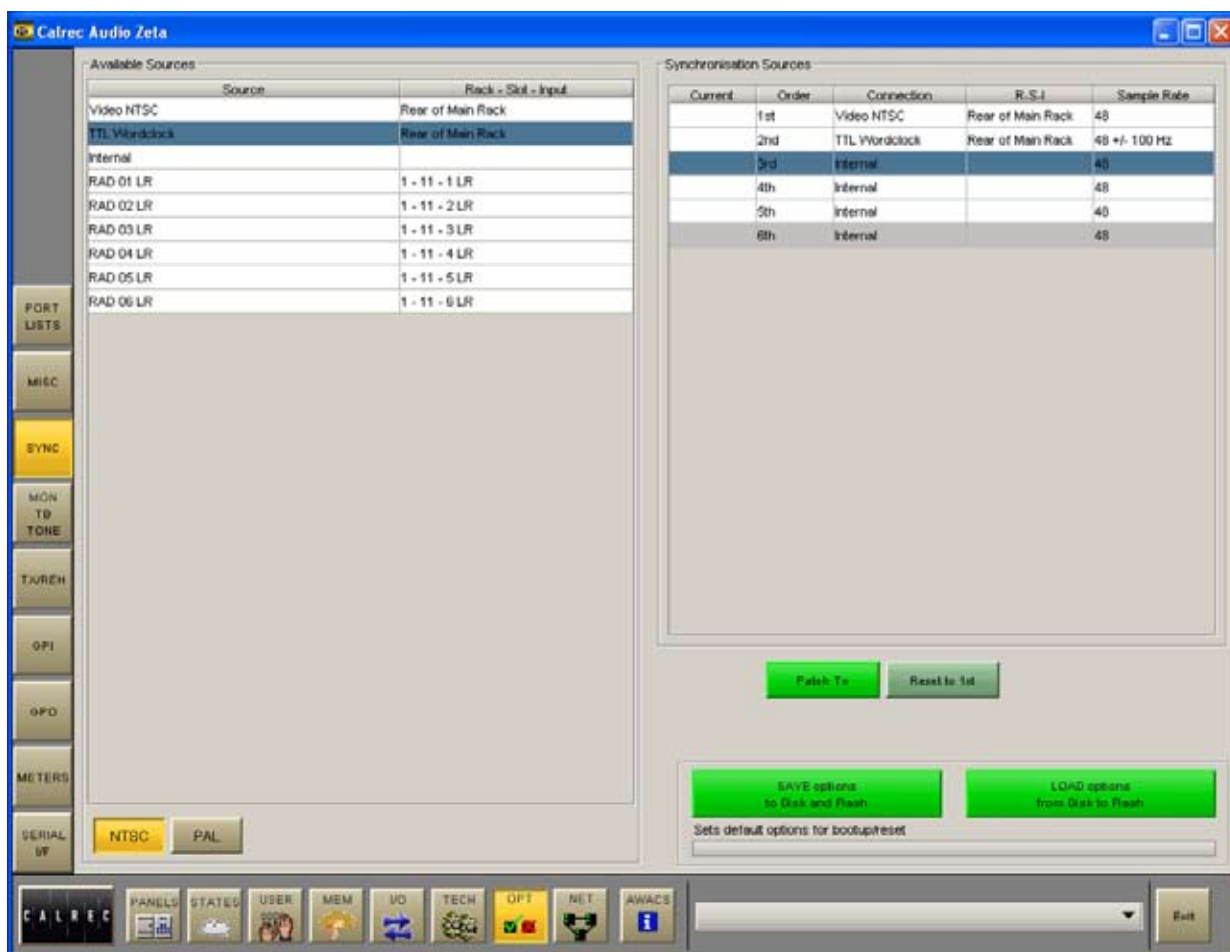 Calrec Audio Zeta
Available Sources
Source Rack - Slot - Input
Video NTSC Rear of Main Rack
TTL Wordclock Rear of Main Rack
Internal
RAD 01 LR 1 - 11 - 1 LR
RAD 02 LR 1 - 11 - 2 LR
RAD 03 LR 1 - 11 - 3 LR
RAD 04 LR 1 - 11 - 4 LR
RAD 05 LR 1 - 11 - 5 LR
RAD 06 LR 1 - 11 - 6 LR
Synchronisation Sources
Current Order Connection R-S-I Sample Rate
1st Video NTSC Rear of Main Rack 48
2nd TTL Wordclock Rear of Main Rack 48 +/- 100 Hz
3rd Internal 48
4th Internal 48
5th Internal 48
6th Internal 48
PORT
LISTS
MISC
SYNC
MON
TB
TONE
TX/REH
GPI
GPO
METERS
SERIAL
I/F
Patch To Reset to 1st
SAVE options
to Disk and Flash
LOAD options
from Disk to Flash
Sets default options for bootup/reset
NTSC PAL
CALREC PANELS STATES USER MEM I/O TECH OPT NET AWACS Exit